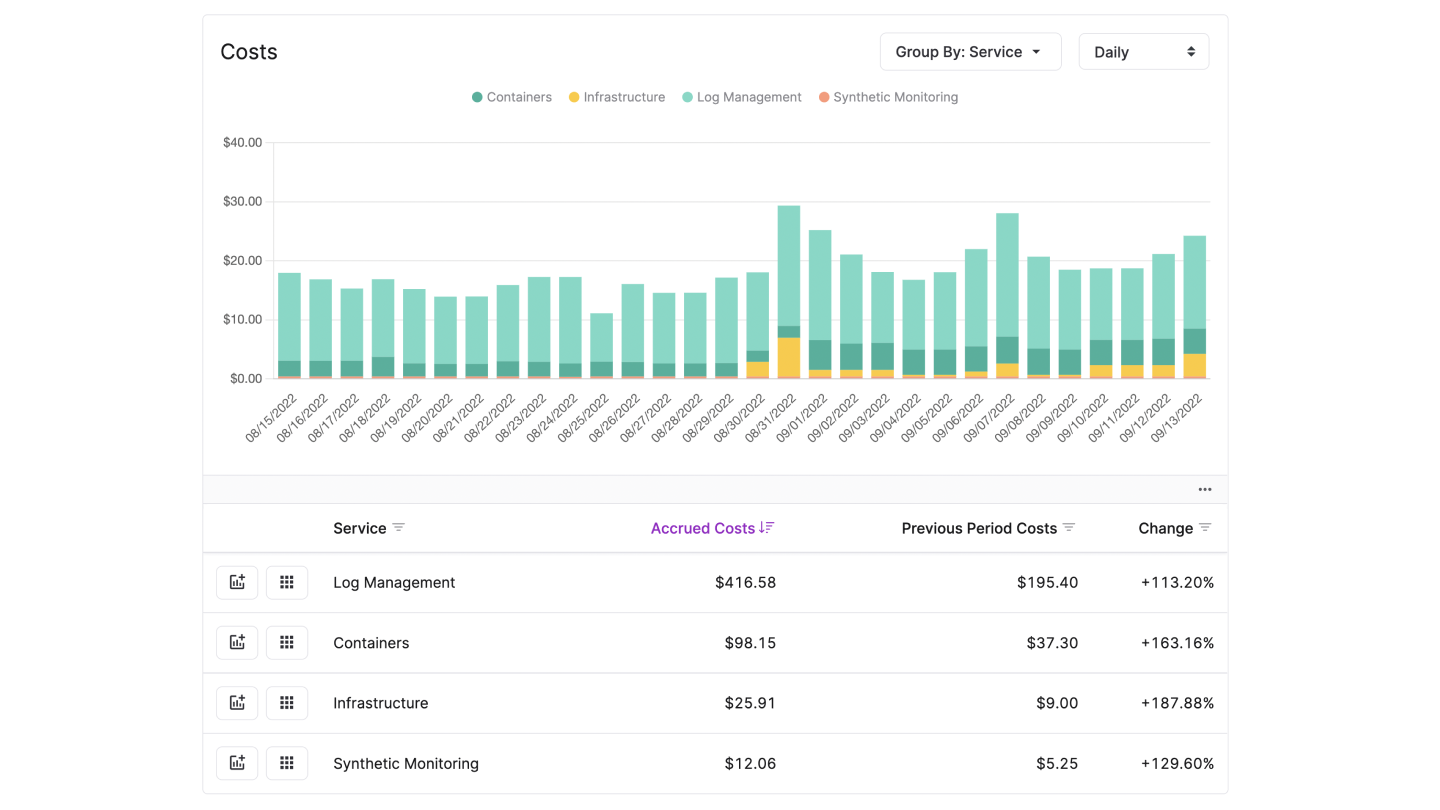 Costs
Group By: Service
Daily
Containers Infrastructure Log Management Synthetic Monitoring
$40.00
$30.00
$20.00
$10.00
$0.00
08/15/2022 08/16/2022 08/17/2022 08/18/2022 08/19/2022 08/20/2022 08/21/2022 08/22/2022 08/23/2022 08/24/2022 08/25/2022 08/26/2022 08/27/2022 08/28/2022 08/29/2022 08/30/2022 08/31/2022 09/01/2022 09/02/2022 09/03/2022 09/04/2022 09/05/2022 09/06/2022 09/07/2022 09/08/2022 09/09/2022 09/10/2022 09/11/2022 09/12/2022 09/13/2022
Service Accrued Costs Previous Period Costs Change
Log Management $416.58 $195.40 +113.20%
Containers $98.15 $37.30 +163.16%
Infrastructure $25.91 $9.00 +187.88%
Synthetic Monitoring $12.06 $5.25 +129.60%